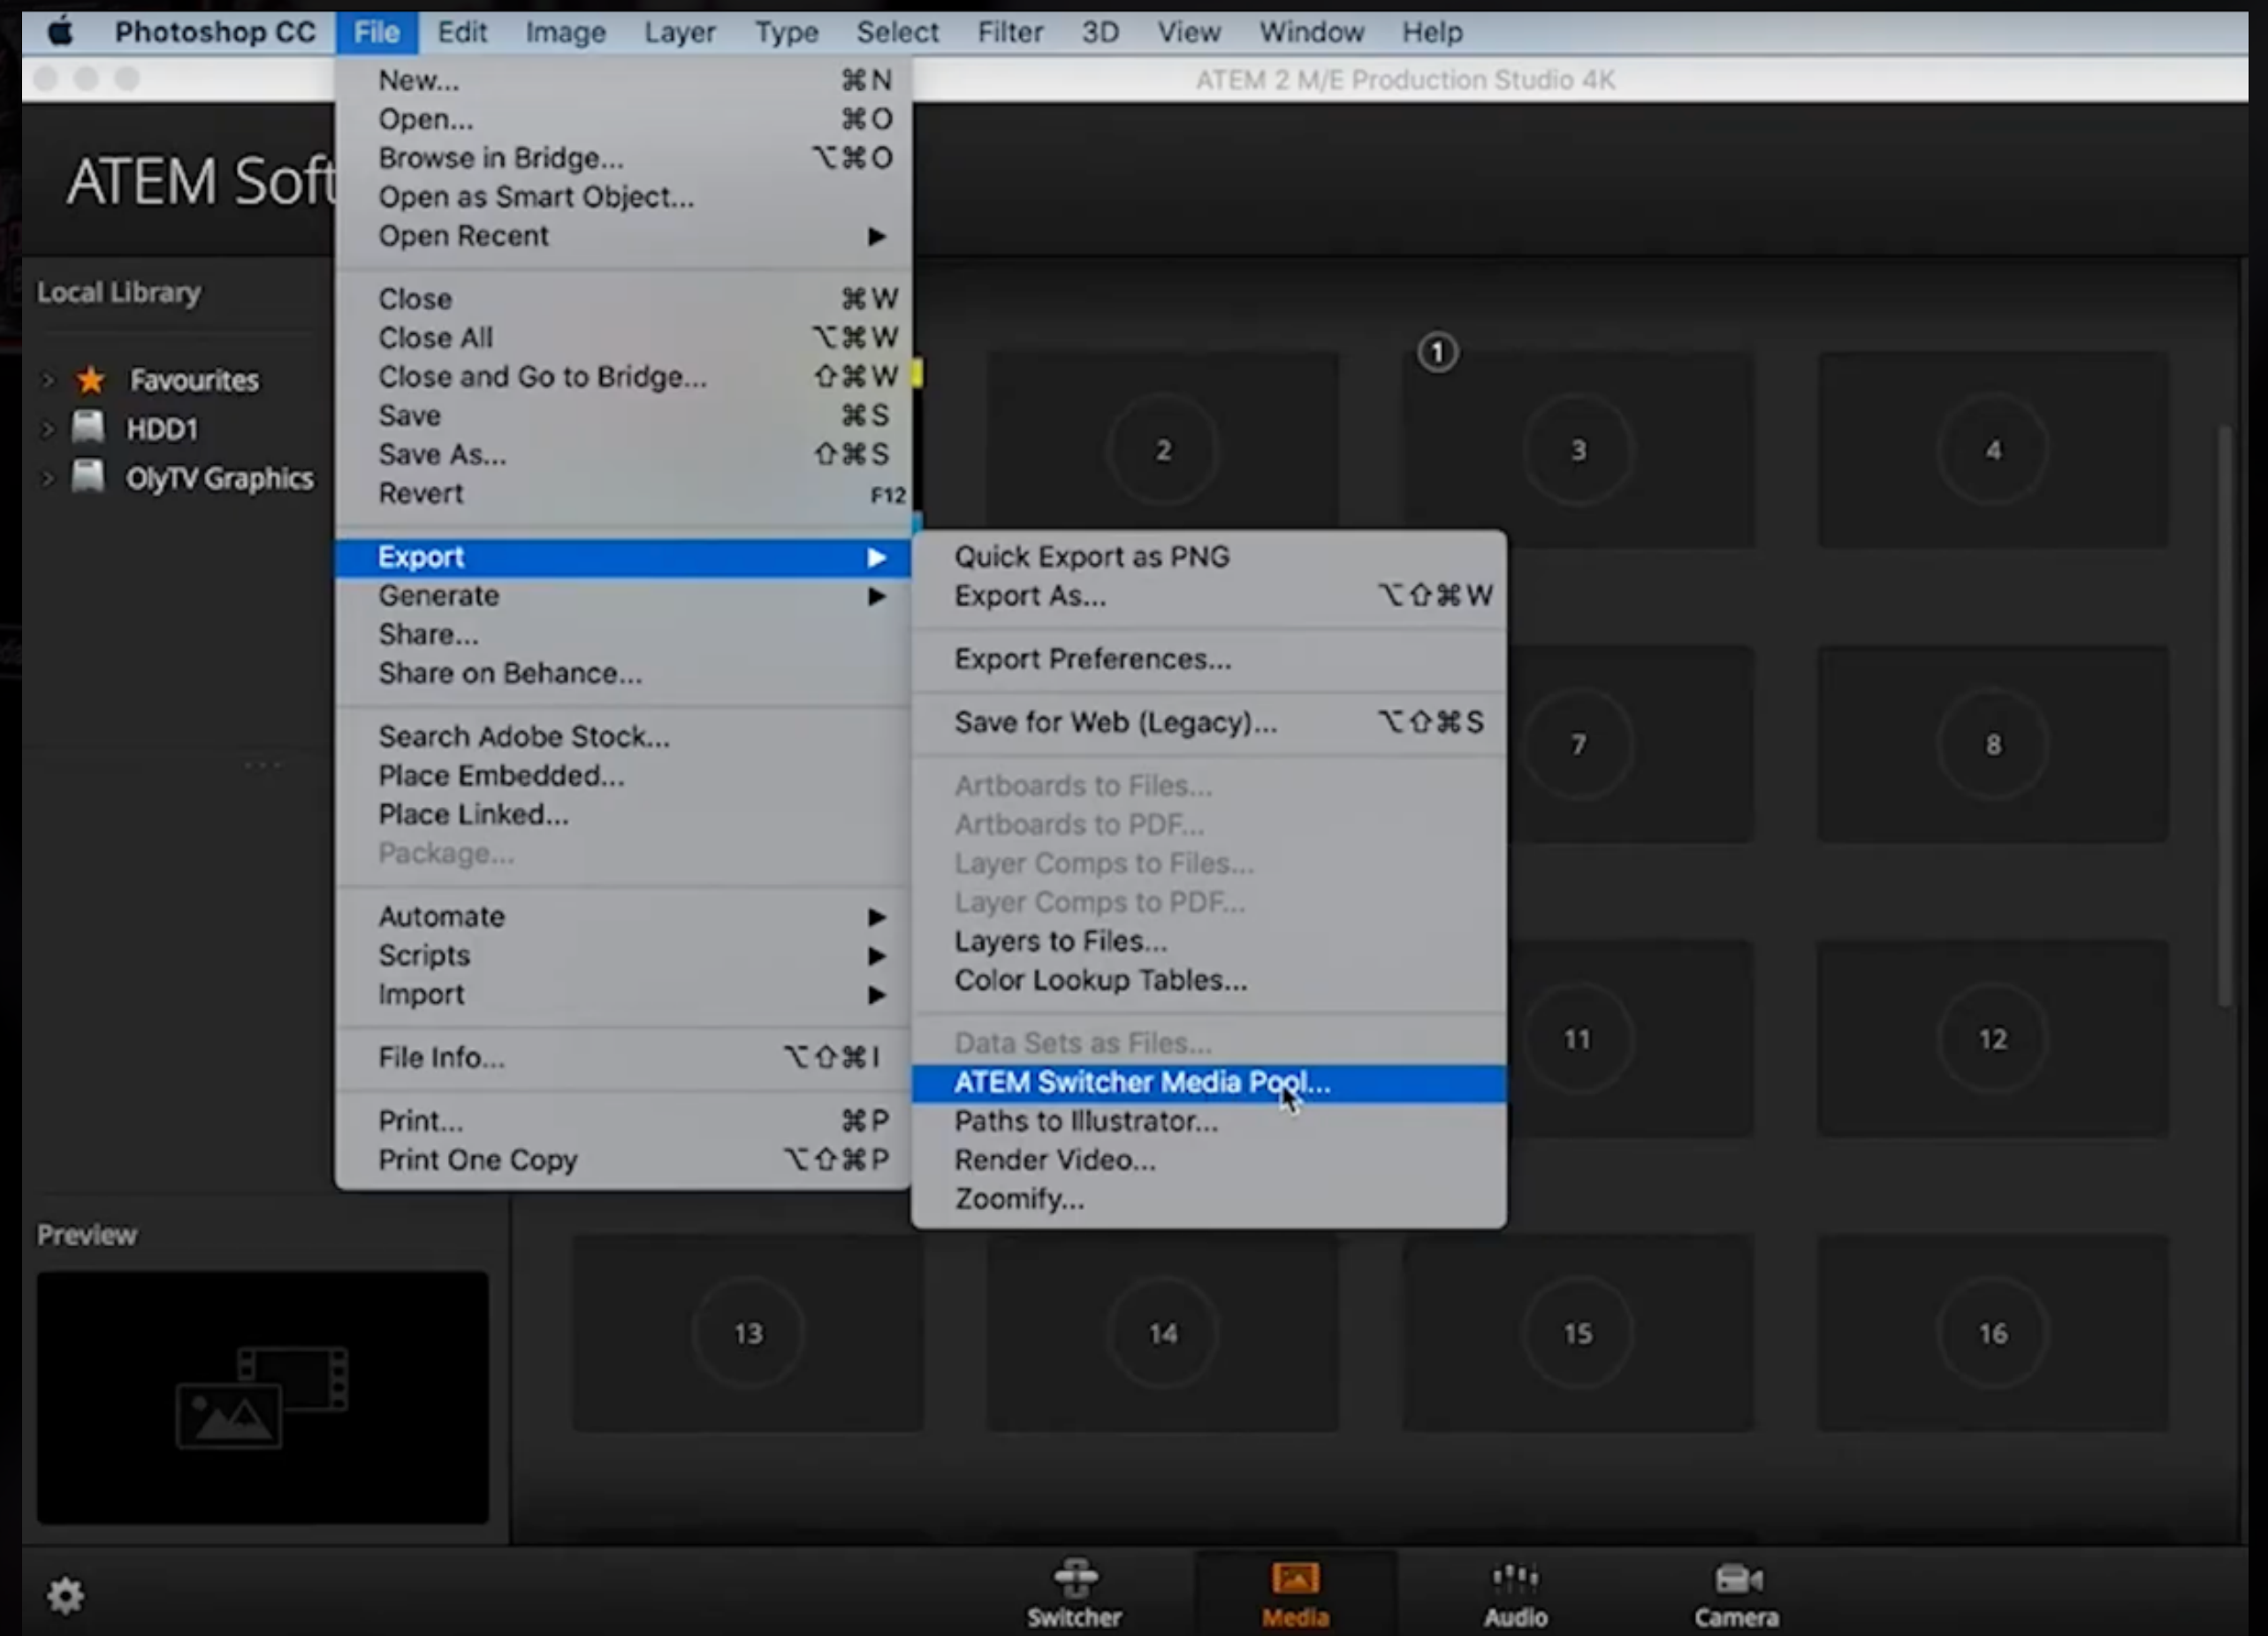 Photoshop CC File Edit Image Layer Type Select Filter 3D View Window Help
ATEM 2 M/E Production Studio 4K
ATEM Soft
Local Library
Favourites
HDD1
OlyTV Graphics
New... ⌘N
Open... ⌘O
Browse in Bridge... ⌥⌘O
Open as Smart Object...
Open Recent ▶
Close ⌘W
Close All ⌥⌘W
Close and Go to Bridge... ⇧⌘W
Save ⌘S
Save As... ⇧⌘S
Revert F12
Export ▶
Generate ▶
Share...
Share on Behance...
Search Adobe Stock...
Place Embedded...
Place Linked...
Package...
Automate ▶
Scripts ▶
Import ▶
File Info... ⌥⇧⌘I
Print... ⌘P
Print One Copy ⌥⇧⌘P
Quick Export as PNG
Export As... ⌥⇧⌘W
Export Preferences...
Save for Web (Legacy)... ⌥⇧⌘S
Artboards to Files...
Artboards to PDF...
Layer Comps to Files...
Layer Comps to PDF...
Layers to Files...
Color Lookup Tables...
Data Sets as Files...
ATEM Switcher Media Pool...
Paths to Illustrator...
Render Video...
Zoomify...
1
2 3 4
7 8
11 12
13 14 15 16
Preview
Switcher Media Audio Camera